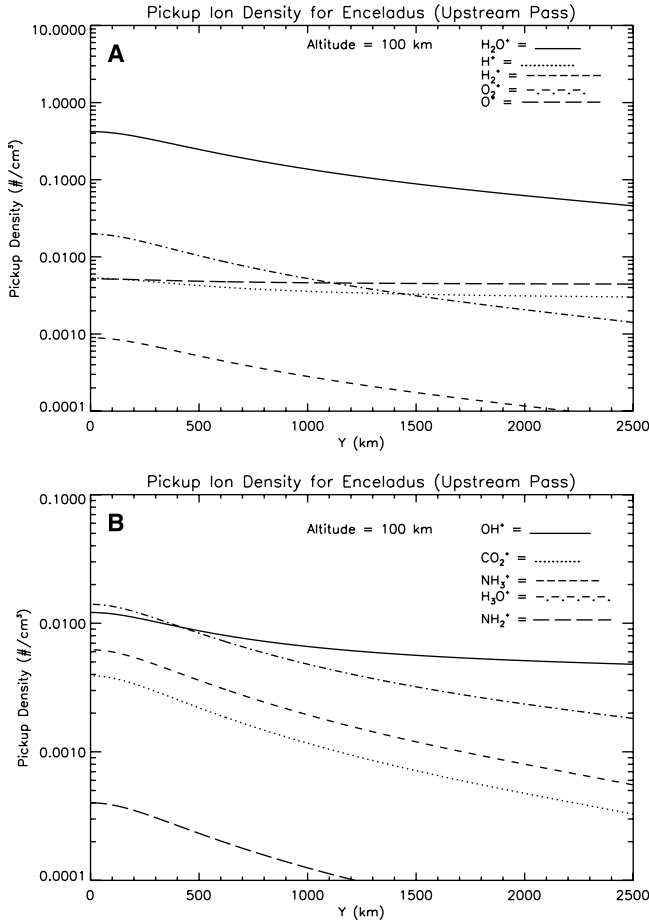 Pickup Ion Density for Enceladus (Upstream Pass)
A
Altitude = 100 km
H₂O⁺ =
H⁺ =
H₂⁺ =
O₂⁺ =
O⁺ =
10.0000
1.0000
0.1000
0.0100
0.0010
0.0001
Pickup Density (#/cm³)
0 500 1000 1500 2000 2500
Y (km)
Pickup Ion Density for Enceladus (Upstream Pass)
B
Altitude = 100 km
OH⁺ =
CO₂⁺ =
NH₃⁺ =
H₃O⁺ =
NH₂⁺ =
0.1000
0.0100
0.0010
0.0001
Pickup Density (#/cm³)
0 500 1000 1500 2000 2500
Y (km)